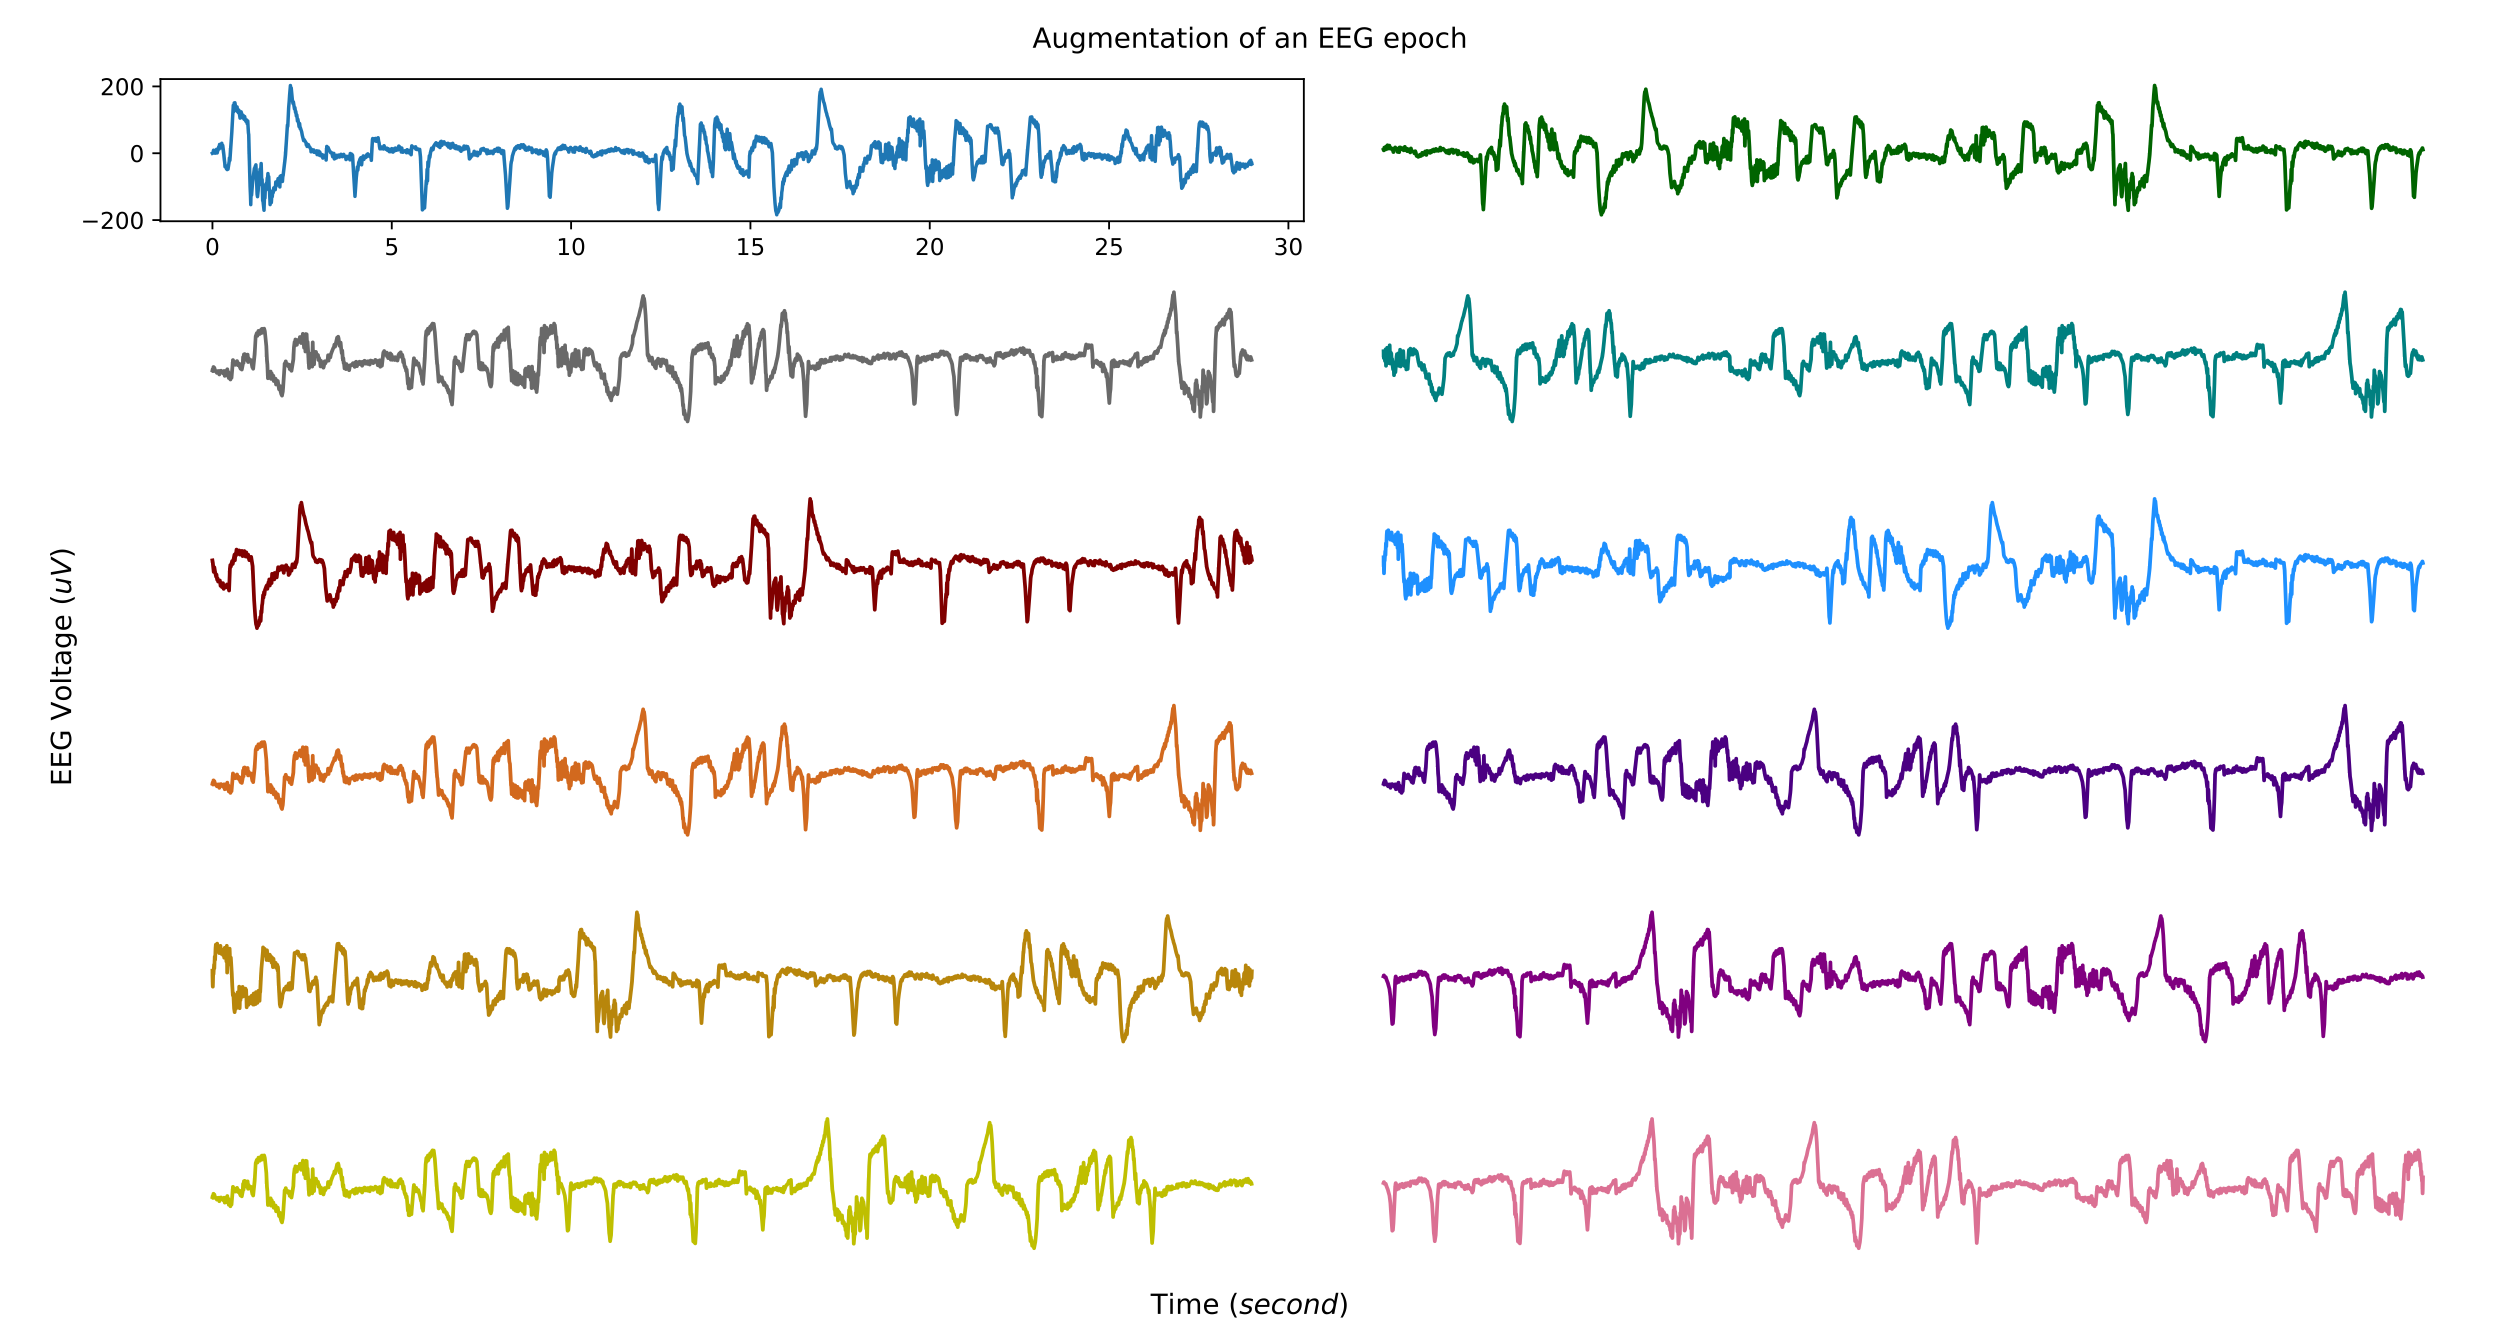 Augmentation of an EEG epoch
200
0
−200
0 5 10 15 20 25 30
EEG Voltage (uV)
Time (second)